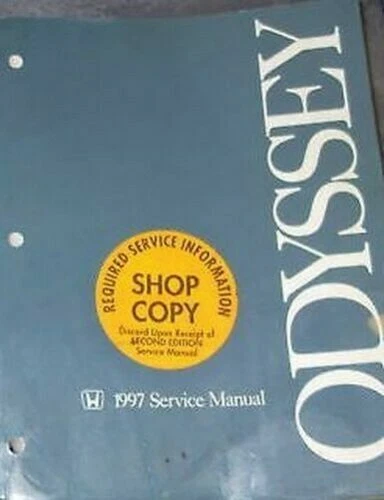 ODYSSEY
REQUIRED SERVICE INFORMATION
SHOP
COPY
Discard Upon Receipt of
SECOND EDITION
Service Manual
1997 Service Manual